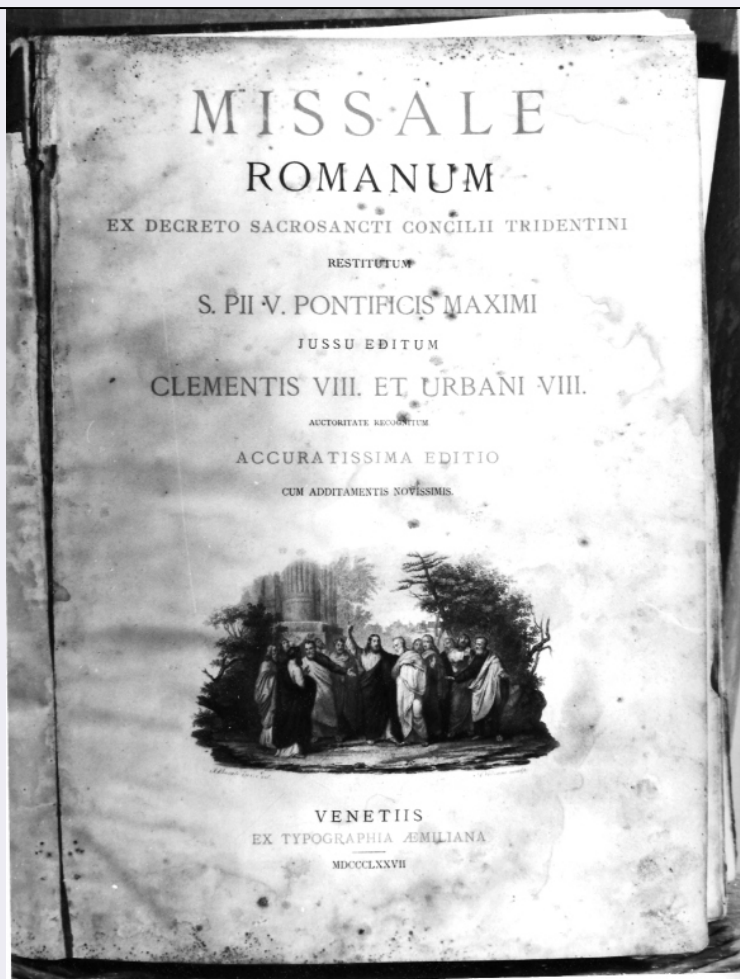 MISSALE
ROMANUM
EX DECRETO SACROSANCTI CONCILII TRIDENTINI
RESTITUTUM
S. PII V. PONTIFICIS MAXIMI
JUSSU EDITUM
CLEMENTIS VIII. ET URBANI VIII.
AUCTORITATE RECOGNITUM
ACCURATISSIMA EDITIO
CUM ADDITAMENTIS NOVISSIMIS.
VENETIIS
EX TYPOGRAPHIA ÆMILIANA
MDCCCLXXVII